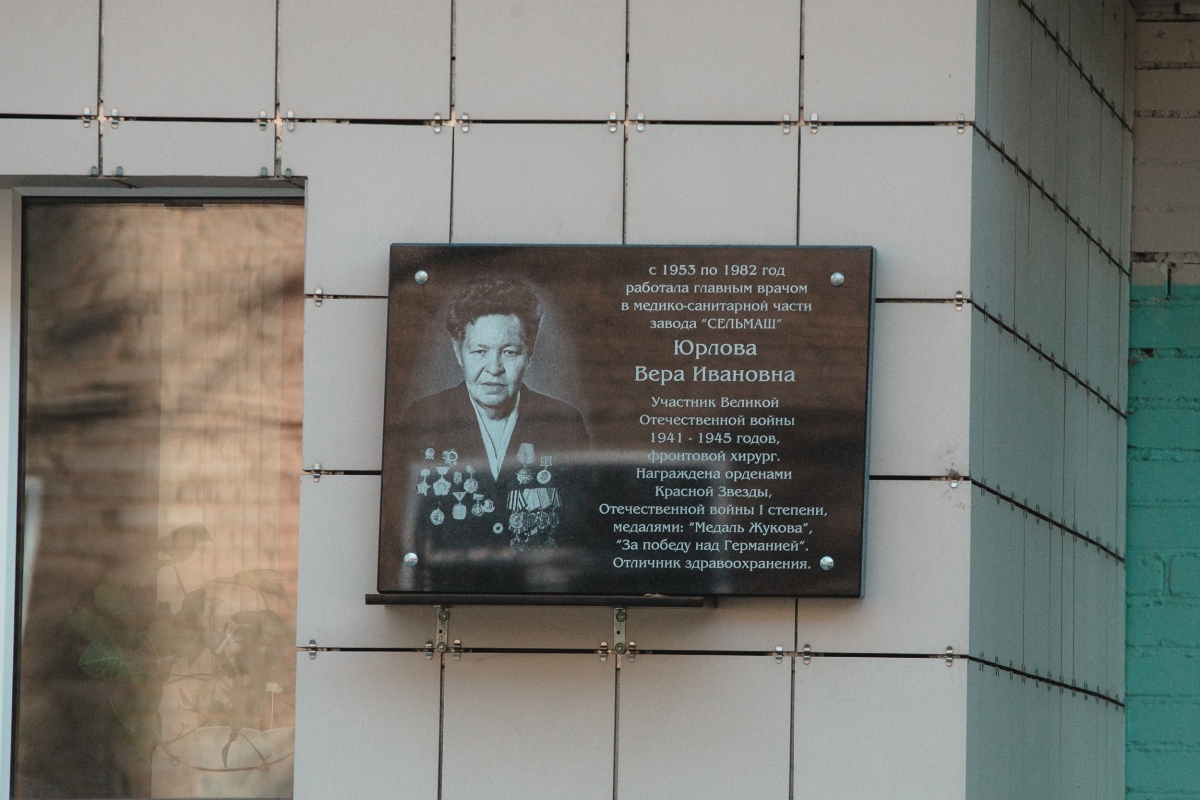 с 1953 по 1982 год
работала главным врачом
в медико-санитарной части
завода "СЕЛЬМАШ"
Юрлова
Вера Ивановна
Участник Великой
Отечественной войны
1941 - 1945 годов,
фронтовой хирург.
Награждена орденами
Красной Звезды,
Отечественной войны I степени,
медалями: "Медаль Жукова",
"За победу над Германией".
Отличник здравоохранения.